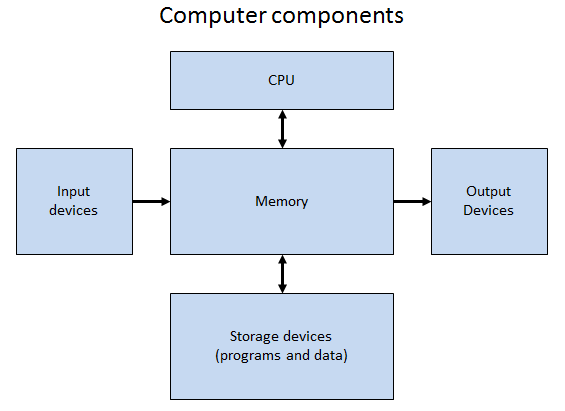 Computer components
CPU
Input
devices
Memory
Output
Devices
Storage devices
(programs and data)